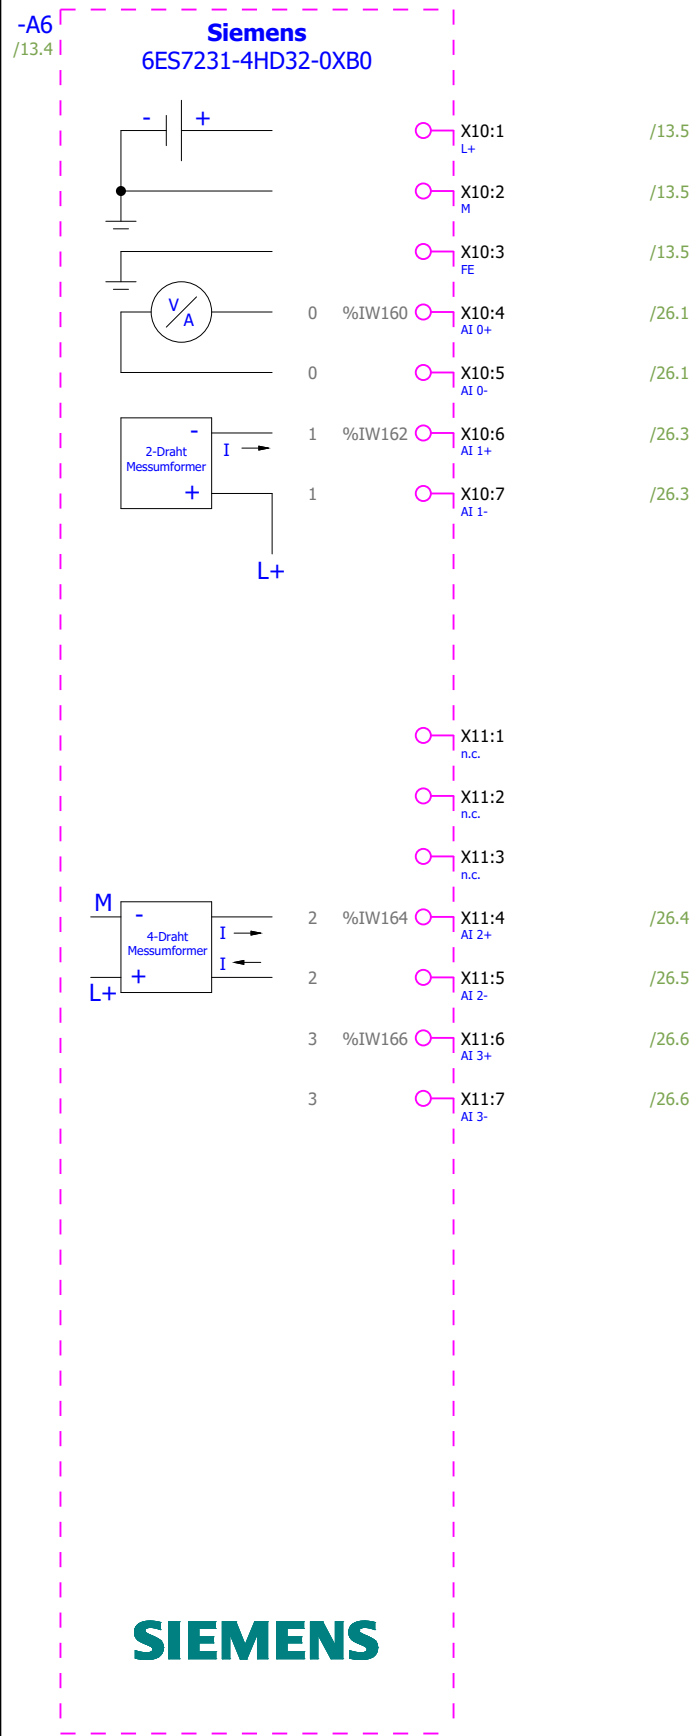 -A6
/13.4
Siemens
6ES7231-4HD32-0XB0
- +
X10:1 /13.5
L+
X10:2 /13.5
M
X10:3 /13.5
FE
V/A
0 %IW160 X10:4 /26.1
AI 0+
0 X10:5 /26.1
AI 0-
- I 1 %IW162 X10:6 /26.3
AI 1+
2-Draht
Messumformer
+ 1 X10:7 /26.3
AI 1-
L+
X11:1
n.c.
X11:2
n.c.
X11:3
n.c.
M - I 2 %IW164 X11:4 /26.4
AI 2+
4-Draht
Messumformer
L+ + I 2 X11:5 /26.5
AI 2-
3 %IW166 X11:6 /26.6
AI 3+
3 X11:7 /26.6
AI 3-
SIEMENS